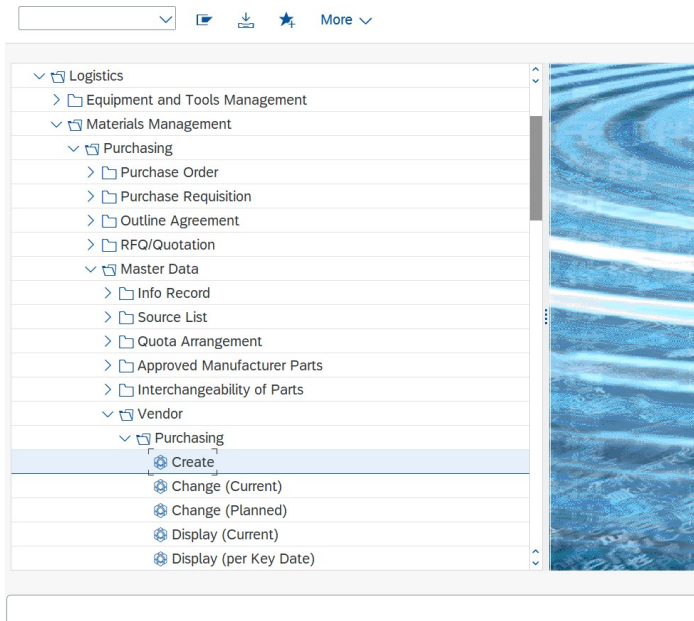 More
Logistics
Equipment and Tools Management
Materials Management
Purchasing
Purchase Order
Purchase Requisition
Outline Agreement
RFQ/Quotation
Master Data
Info Record
Source List
Quota Arrangement
Approved Manufacturer Parts
Interchangeability of Parts
Vendor
Purchasing
Create
Change (Current)
Change (Planned)
Display (Current)
Display (per Key Date)